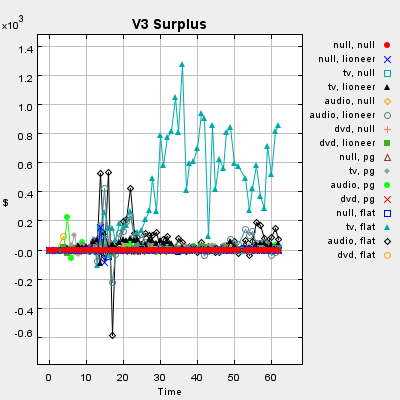 V3 Surplus
x10³
1.4
1.2
1.0
0.8
0.6
0.4
0.2
-0.0
-0.2
-0.4
-0.6
$
0 10 20 30 40 50 60
Time
null, null
null, lioneer
tv, null
tv, lioneer
audio, null
audio, lioneer
dvd, null
dvd, lioneer
null, pg
tv, pg
audio, pg
dvd, pg
null, flat
tv, flat
audio, flat
dvd, flat